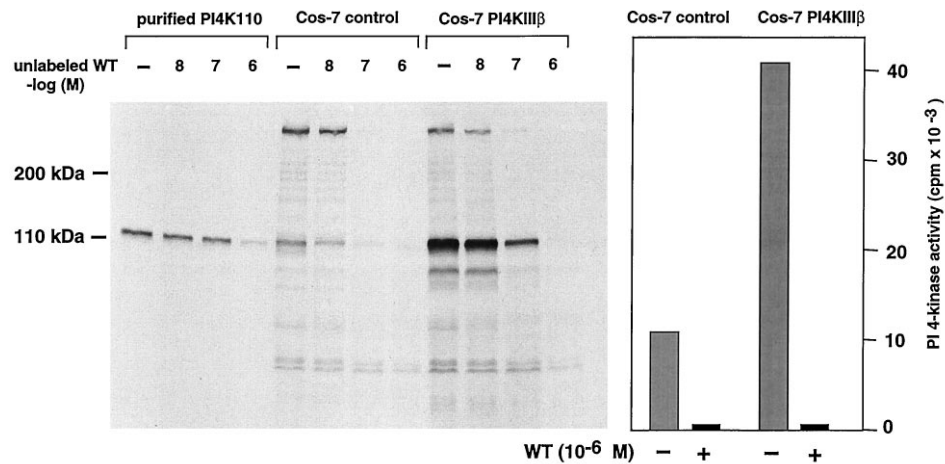 purified PI4K110 Cos-7 control Cos-7 PI4KIIIβ
unlabeled WT – 8 7 6 – 8 7 6 – 8 7 6
-log (M)
200 kDa
110 kDa
Cos-7 control Cos-7 PI4KIIIβ
40
30
20
10
0
PI 4-kinase activity (cpm x 10 -3)
WT (10-6 M) – + – +